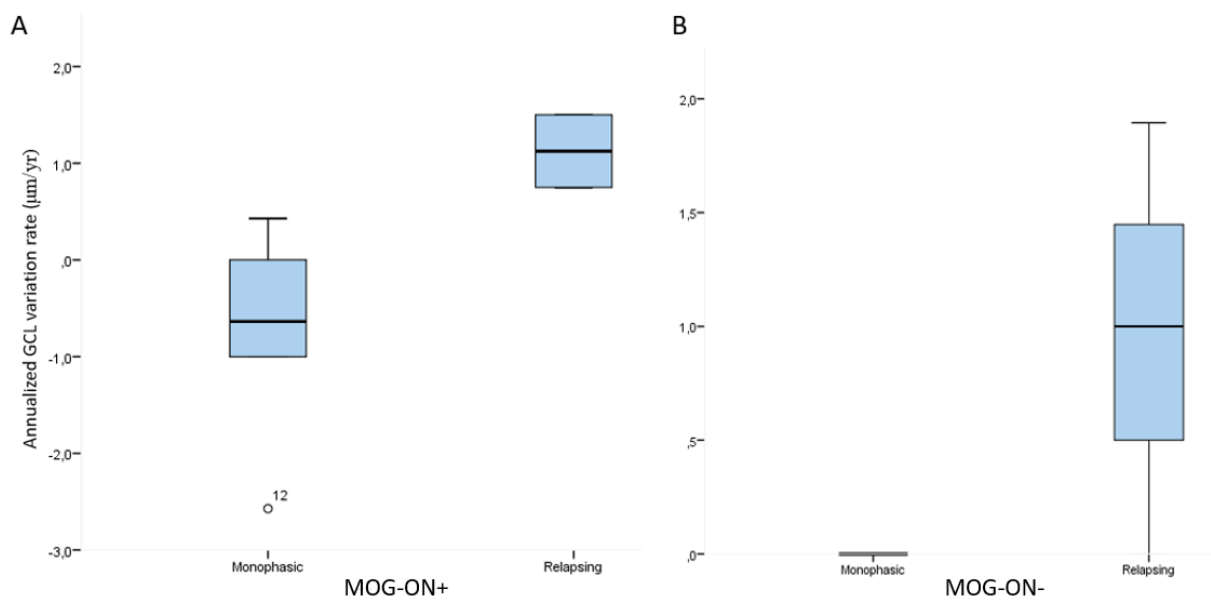 A
Annualized GCL variation rate (μm/yr)
2,0
1,0
,0
-1,0
-2,0
-3,0
12
Monophasic
Relapsing
MOG-ON+
B
2,0
1,5
1,0
,5
,0
Monophasic
Relapsing
MOG-ON-